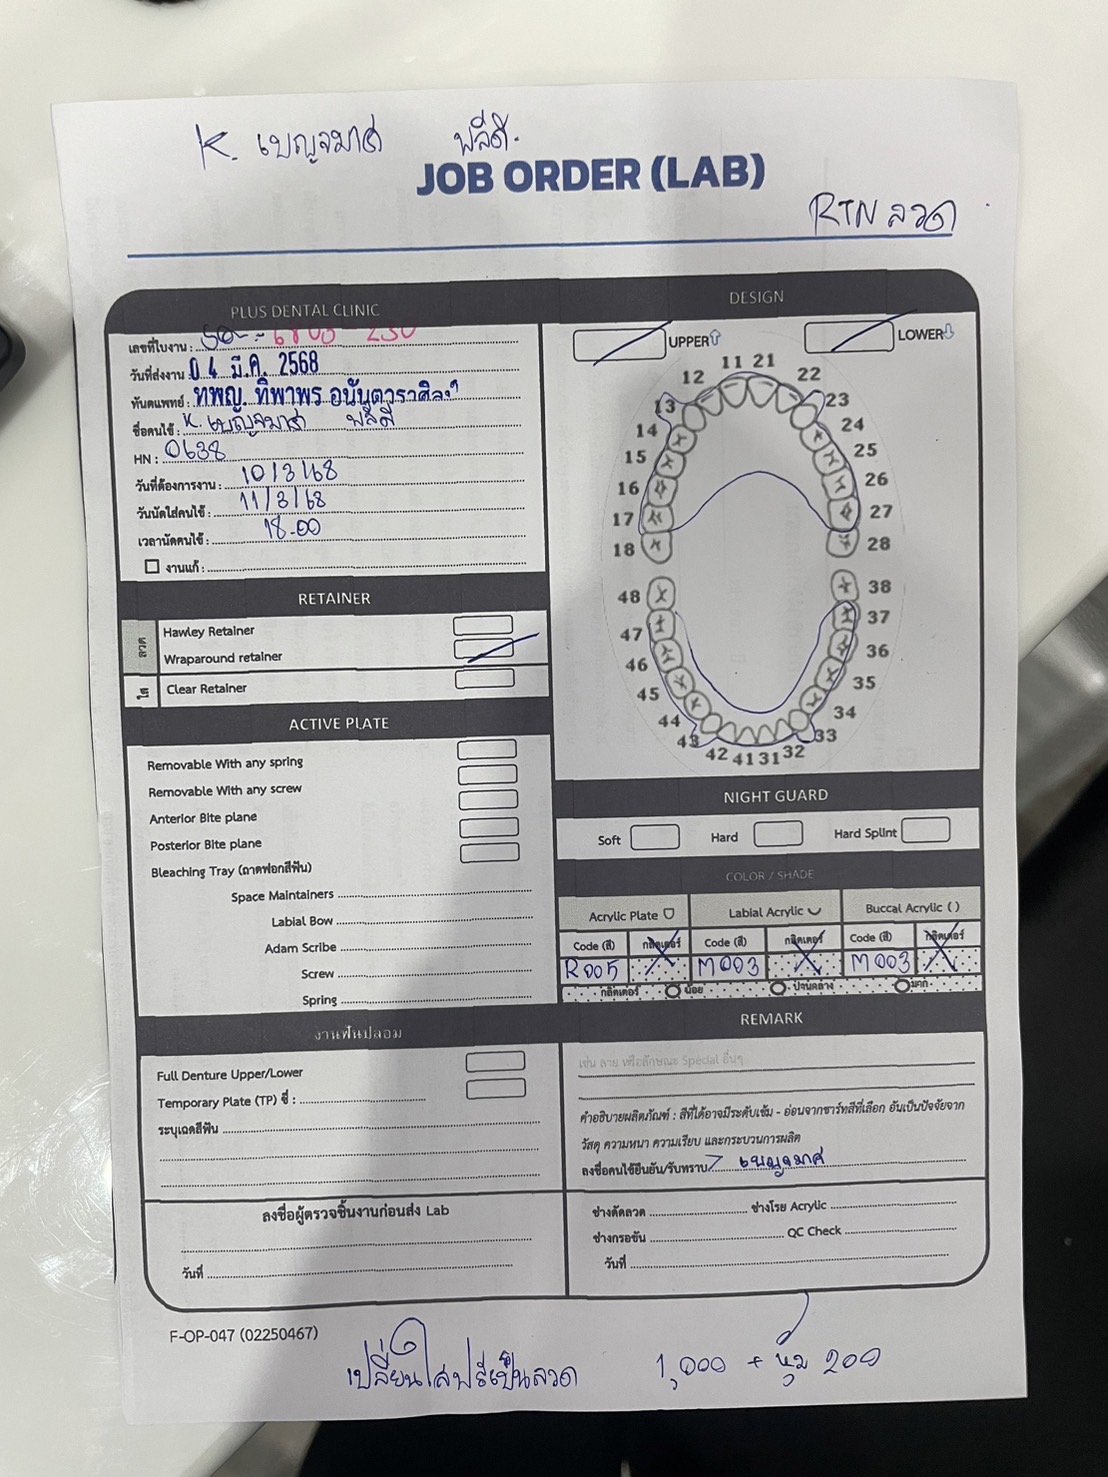 K. เบญจมาศ พลีดี.
JOB ORDER (LAB)
RTN ลวด
PLUS DENTAL CLINIC
เลขที่ใบงาน : 6803 230
วันที่ส่งงาน : 04 มี.ค. 2568
ทันตแพทย์ : ทพญ. ทิพาพร อนันตาราศิลป์
ชื่อคนไข้ : K. เบญจมาศ พลีดี
HN : 0638
วันที่ต้องการงาน : 10/3/68
วันนัดใส่คนไข้ : 11/3/68
เวลานัดคนไข้ : 18.00
งานแก้ :
DESIGN
UPPER LOWER
11 21
12 22
13 23
14 24
15 25
16 26
17 27
18 28
48 38
47 37
46 36
45 35
44 34
43 33
42 41 31 32
RETAINER
ลวด
Hawley Retainer
Wraparound retainer
ใส
Clear Retainer
ACTIVE PLATE
Removable With any spring
Removable With any screw
Anterior Bite plane
Posterior Bite plane
Bleaching Tray (ถาดฟอกสีฟัน)
Space Maintainers
Labial Bow
Adam Scribe
Screw
Spring
NIGHT GUARD
Soft Hard Hard Splint
COLOR / SHADE
Acrylic Plate Labial Acrylic Buccal Acrylic ( )
Code (สี) กลิตเตอร์ Code (สี) กลิตเตอร์ Code (สี) กลิตเตอร์
R005 M003 M003
กลิตเตอร์ น้อย ปานกลาง มาก
งานฟันปลอม
Full Denture Upper/Lower
Temporary Plate (TP) ซี่ :
ระบุเฉดสีฟัน
REMARK
เช่น ลาย หรือลักษณะ Special อื่นๆ
คำอธิบายผลิตภัณฑ์ : สีที่ได้อาจมีระดับเข้ม - อ่อนจากชาร์ทสีที่เลือก อันเป็นปัจจัยจาก
วัสดุ ความหนา ความเรียบ และกระบวนการผลิต
ลงชื่อคนไข้ยืนยัน/รับทราบ เบญจมาศ
ลงชื่อผู้ตรวจชิ้นงานก่อนส่ง Lab
วันที่
ช่างดัดลวด ช่างโรย Acrylic
ช่างกรอขัน QC Check
วันที่
F-OP-047 (02250467)
เปลี่ยนใสฟรีเป็นลวด 1,000 + หุ้ม 200